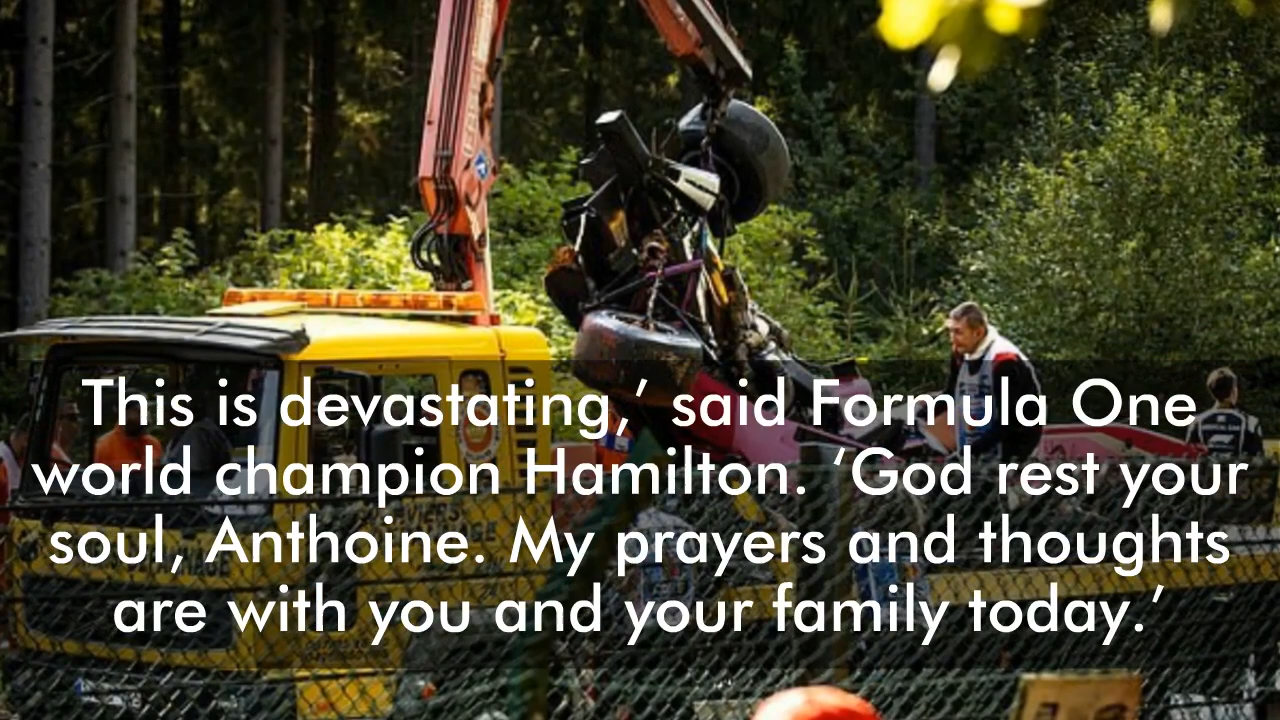 This is devastating,’ said Formula One
world champion Hamilton. ‘God rest your
soul, Anthoine. My prayers and thoughts
are with you and your family today.’